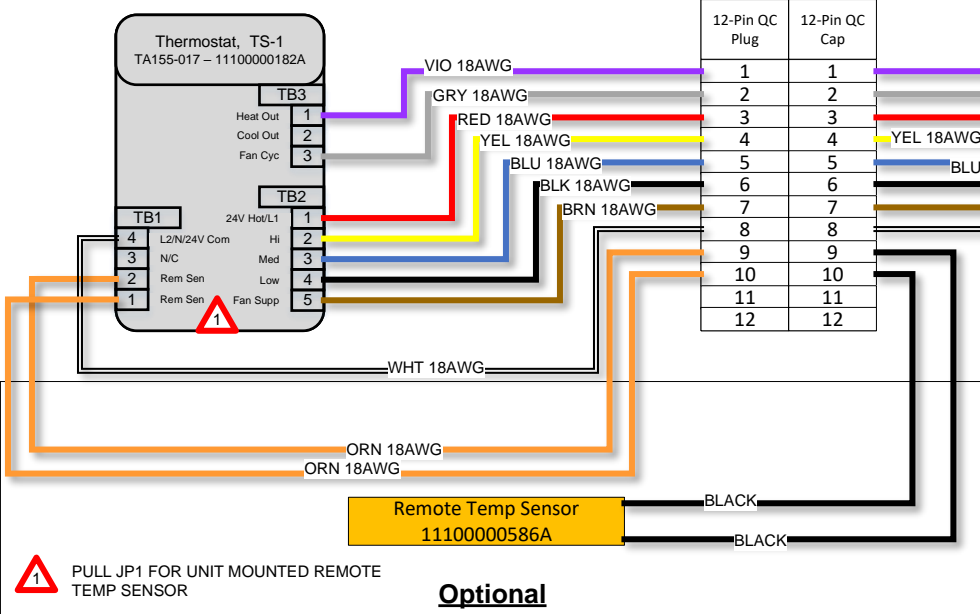 Thermostat, TS-1
TA155-017 – 11100000182A
TB3
Heat Out 1
Cool Out 2
Fan Cyc 3
TB2
24V Hot/L1 1
Hi 2
Med 3
Low 4
Fan Supp 5
TB1
4 L2/N/24V Com
3 N/C
2 Rem Sen
1 Rem Sen
1
VIO 18AWG
GRY 18AWG
RED 18AWG
YEL 18AWG
BLU 18AWG
BLK 18AWG
BRN 18AWG
WHT 18AWG
ORN 18AWG
ORN 18AWG
12-Pin QC Plug
12-Pin QC Cap
1 1
2 2
3 3
4 4
5 5
6 6
7 7
8 8
9 9
10 10
11 11
12 12
YEL 18AWG
BLU
Remote Temp Sensor
11100000586A
BLACK
BLACK
1
PULL JP1 FOR UNIT MOUNTED REMOTE
TEMP SENSOR
Optional